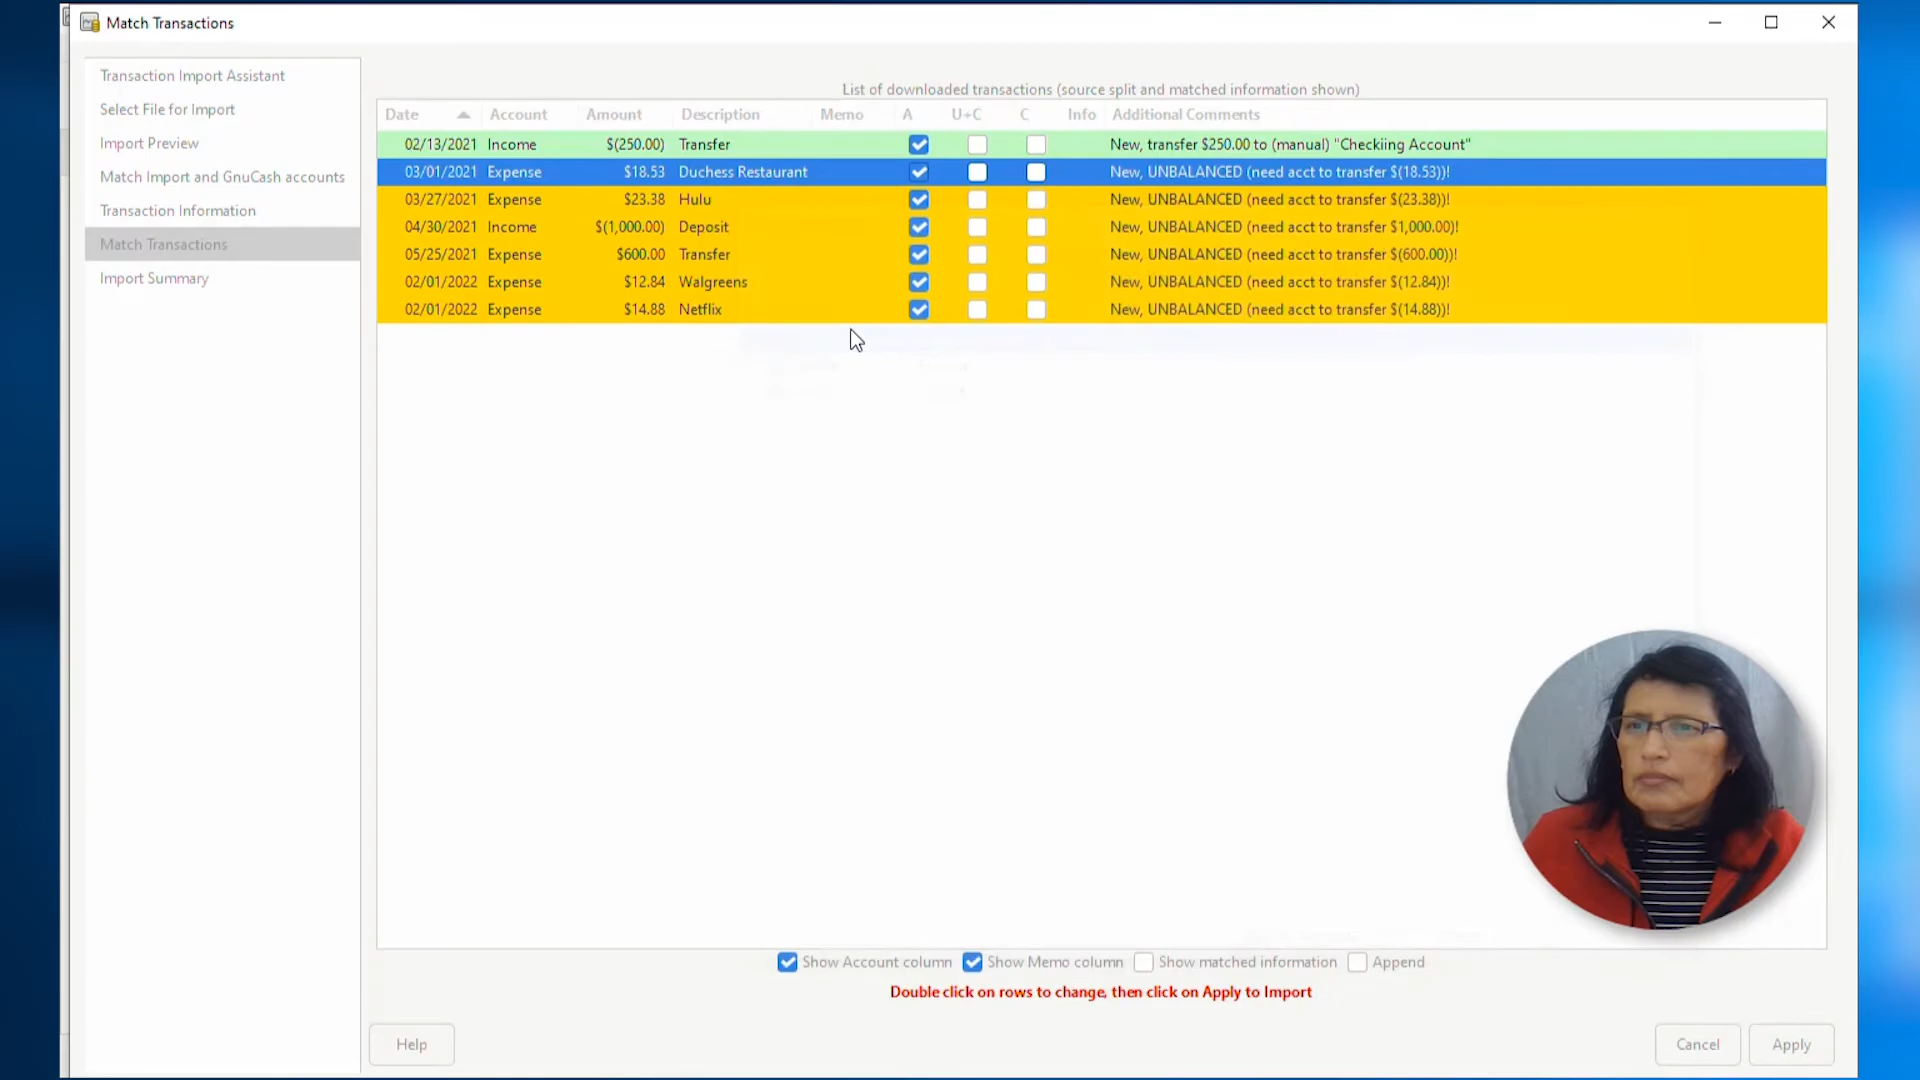 Match Transactions
Transaction Import Assistant
Select File for Import
Import Preview
Match Import and GnuCash accounts
Transaction Information
Match Transactions
Import Summary
List of downloaded transactions (source split and matched information shown)
Date Account Amount Description Memo A U+C C Info Additional Comments
02/13/2021 Income $(250.00) Transfer New, transfer $250.00 to (manual) "Checkiing Account"
03/01/2021 Expense $18.53 Duchess Restaurant New, UNBALANCED (need acct to transfer $(18.53))!
03/27/2021 Expense $23.38 Hulu New, UNBALANCED (need acct to transfer $(23.38))!
04/30/2021 Income $(1,000.00) Deposit New, UNBALANCED (need acct to transfer $1,000.00)!
05/25/2021 Expense $600.00 Transfer New, UNBALANCED (need acct to transfer $(600.00))!
02/01/2022 Expense $12.84 Walgreens New, UNBALANCED (need acct to transfer $(12.84))!
02/01/2022 Expense $14.88 Netflix New, UNBALANCED (need acct to transfer $(14.88))!
Show Account column Show Memo column Show matched information Append
Double click on rows to change, then click on Apply to Import
Help Cancel Apply